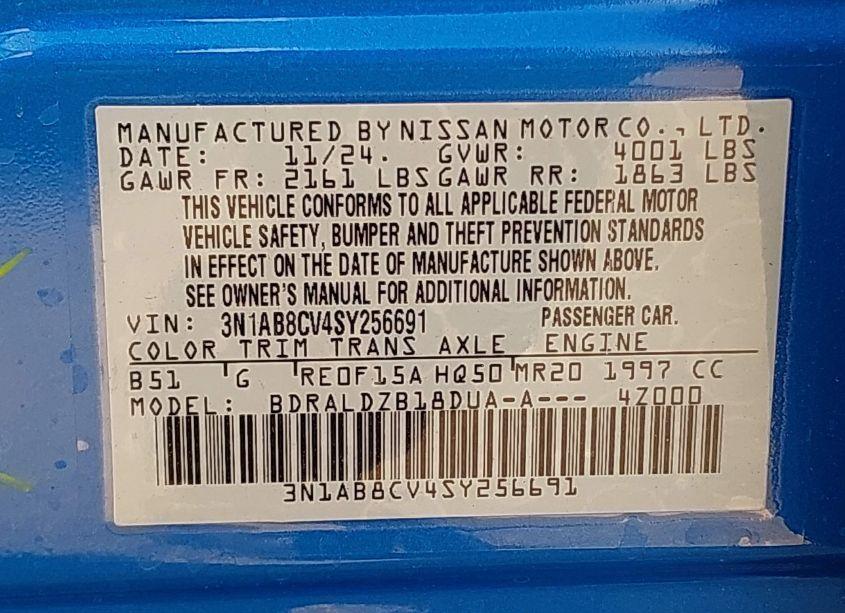 MANUFACTURED BY NISSAN MOTOR CO., LTD.
DATE: 11/24. GVWR: 4001 LBS
GAWR FR: 2161 LBS GAWR RR: 1863 LBS
THIS VEHICLE CONFORMS TO ALL APPLICABLE FEDERAL MOTOR
VEHICLE SAFETY, BUMPER AND THEFT PREVENTION STANDARDS
IN EFFECT ON THE DATE OF MANUFACTURE SHOWN ABOVE.
SEE OWNER'S MANUAL FOR ADDITIONAL INFORMATION.
VIN: 3N1AB8CV4SY256691 PASSENGER CAR.
COLOR TRIM TRANS AXLE ENGINE
B51 G RE0F15A HQ50 MR20 1997 CC
MODEL: BDRALDZB18DUA-A--- 4Z000
3N1AB8CV4SY256691